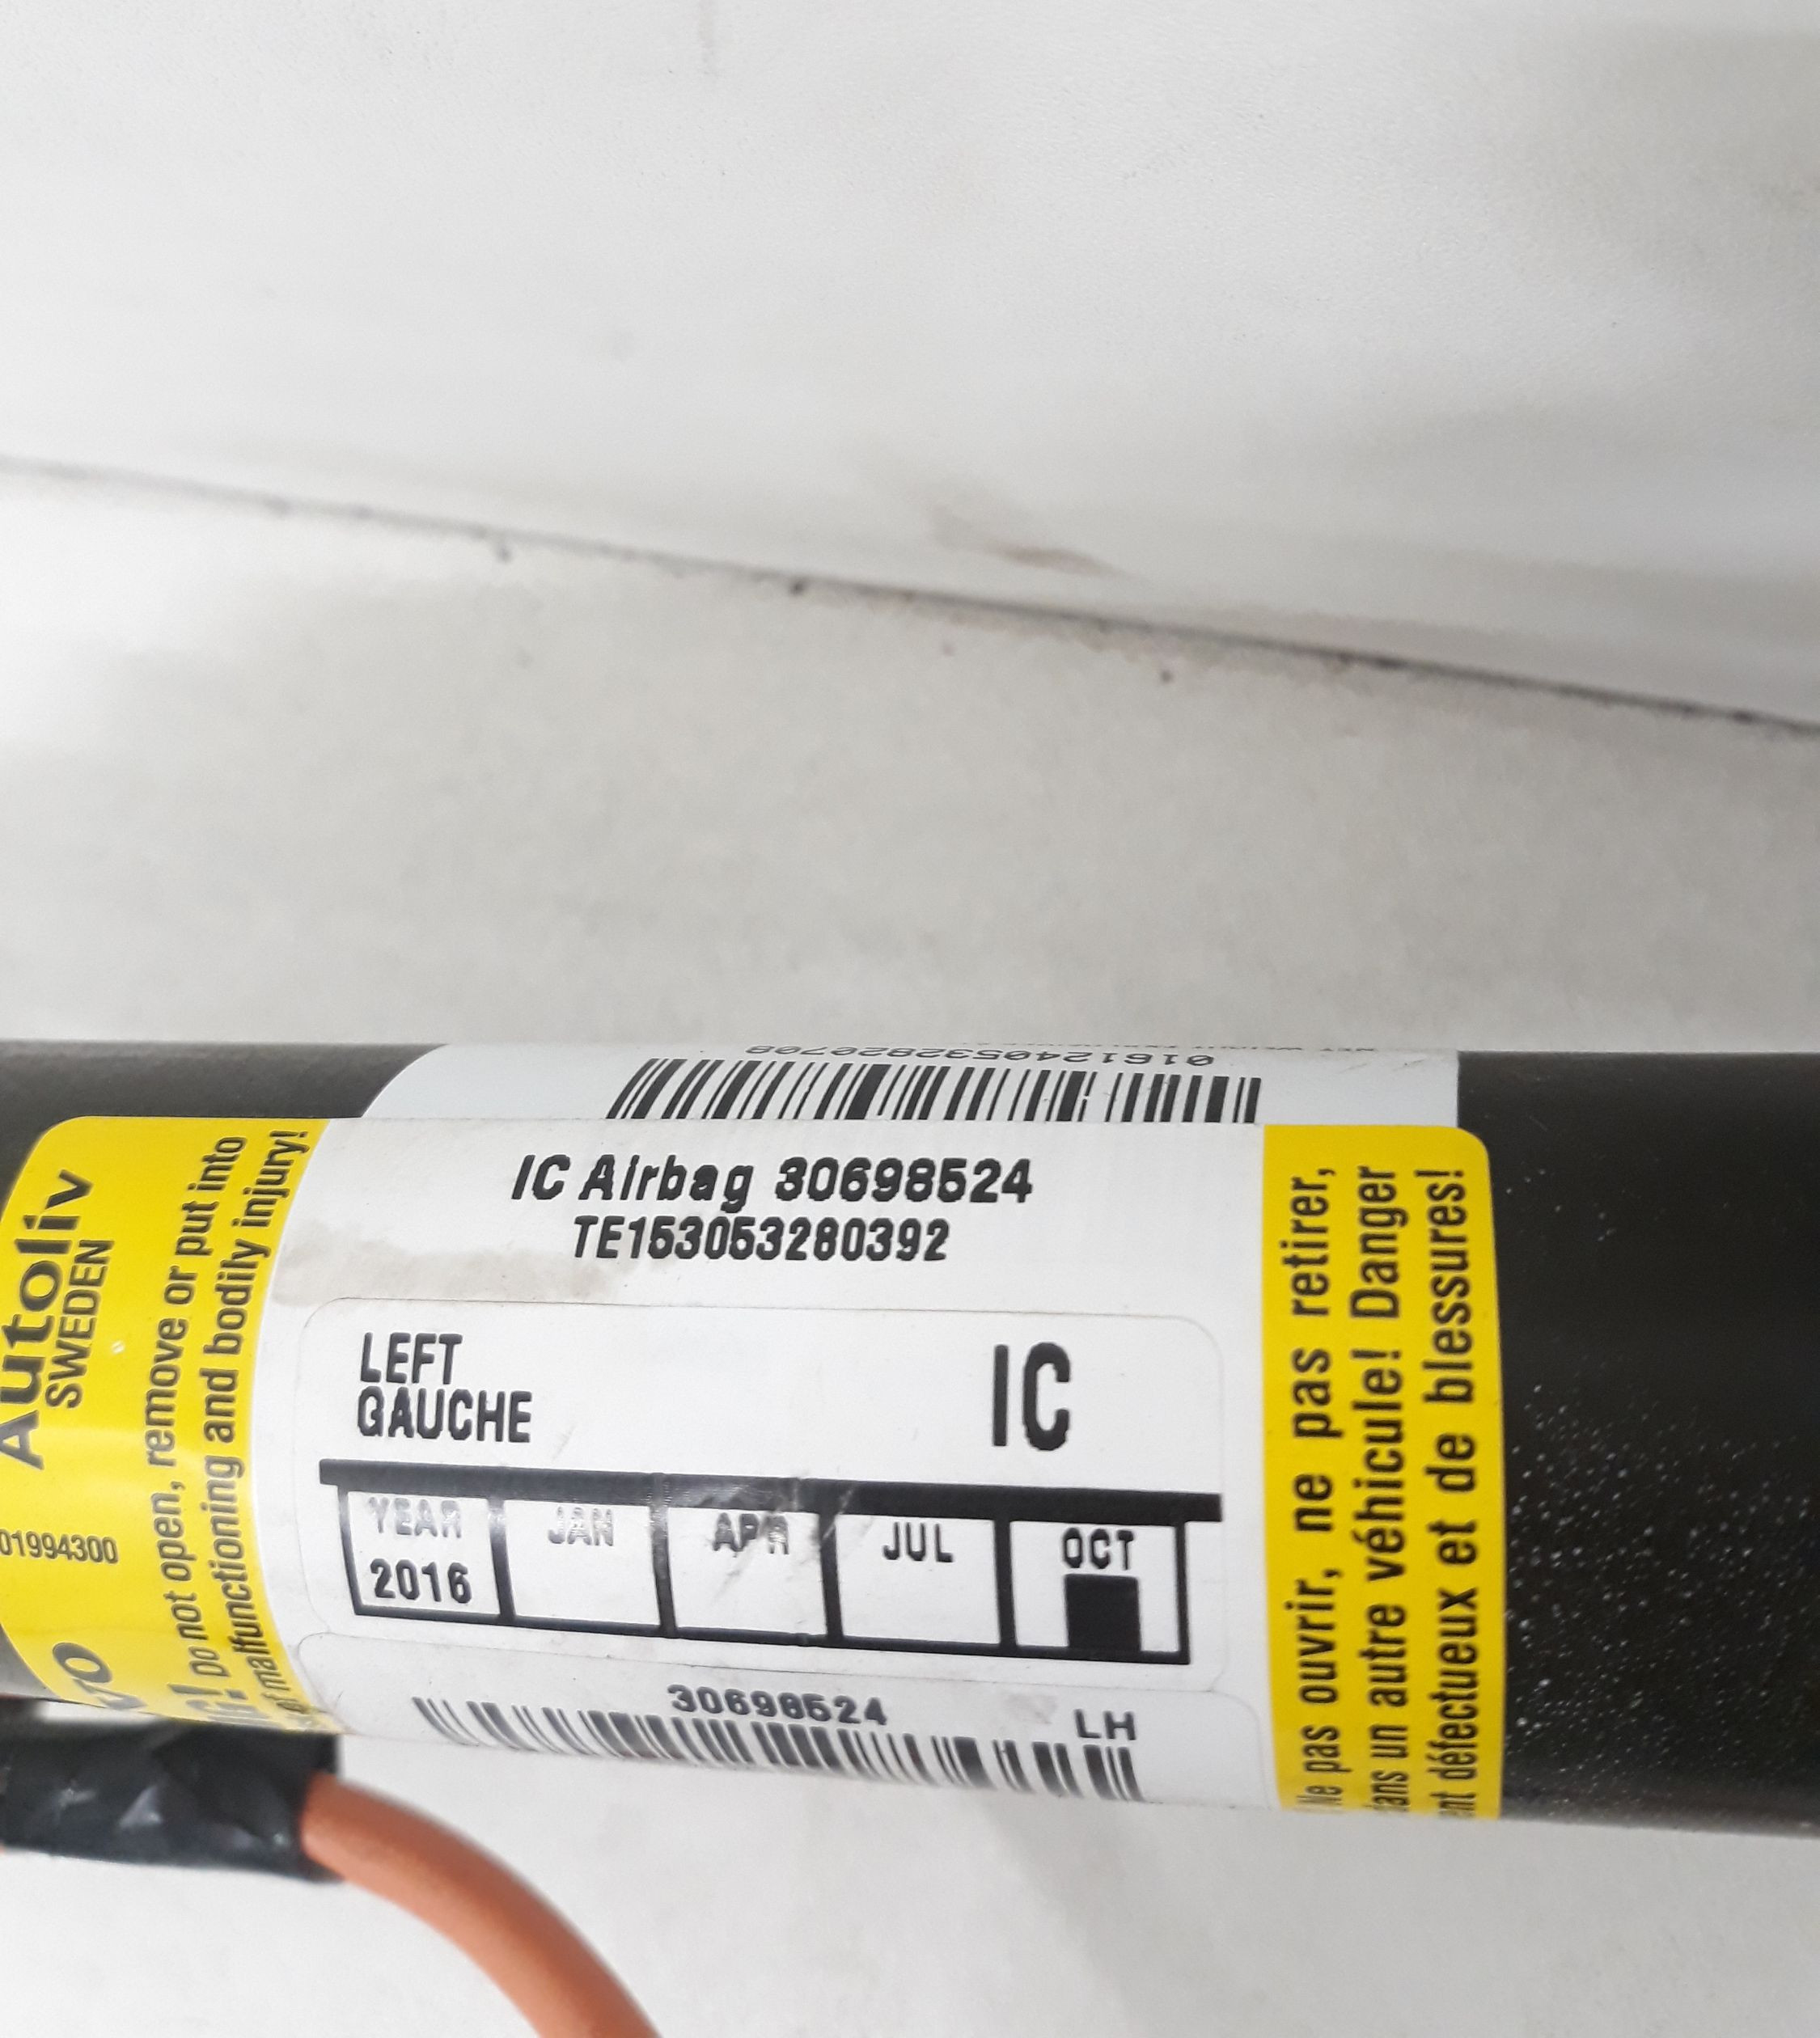 0161240532820708
IC Airbag 30698524
TE153053280392
LEFT
GAUCHE
IC
YEAR JAN APR JUL OCT
2016
30698524
LH
Autoliv
SWEDEN
01994300
Do not open, remove or put into
malfunctioning and bodily injury!
Ne pas ouvrir, ne pas retirer,
dans un autre véhicule! Danger
défectueux et de blessures!